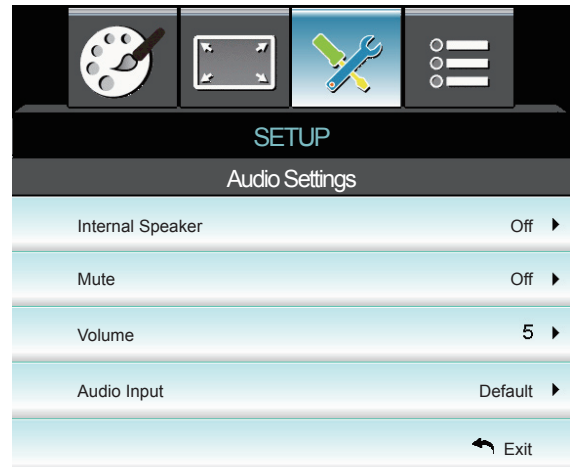 SETUP
Audio Settings
Internal Speaker Off
Mute Off
Volume 5
Audio Input Default
Exit